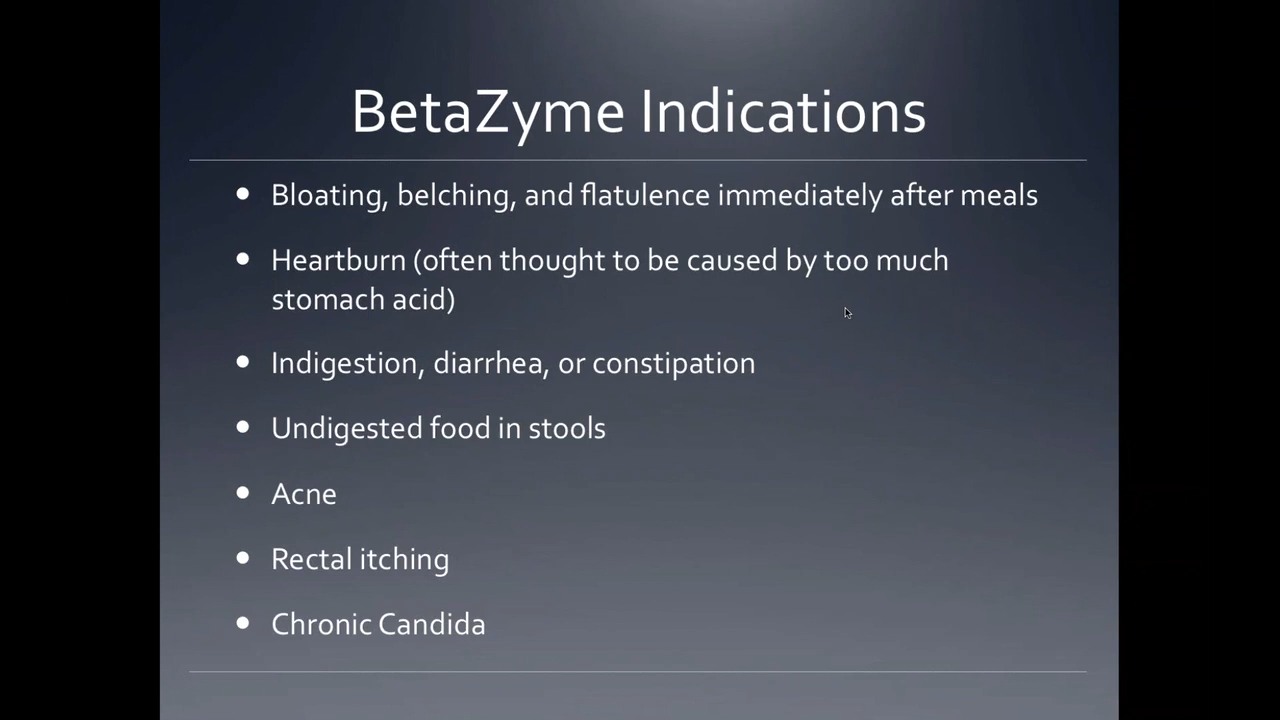 BetaZyme Indications
• Bloating, belching, and flatulence immediately after meals
• Heartburn (often thought to be caused by too much
stomach acid)
• Indigestion, diarrhea, or constipation
• Undigested food in stools
• Acne
• Rectal itching
• Chronic Candida